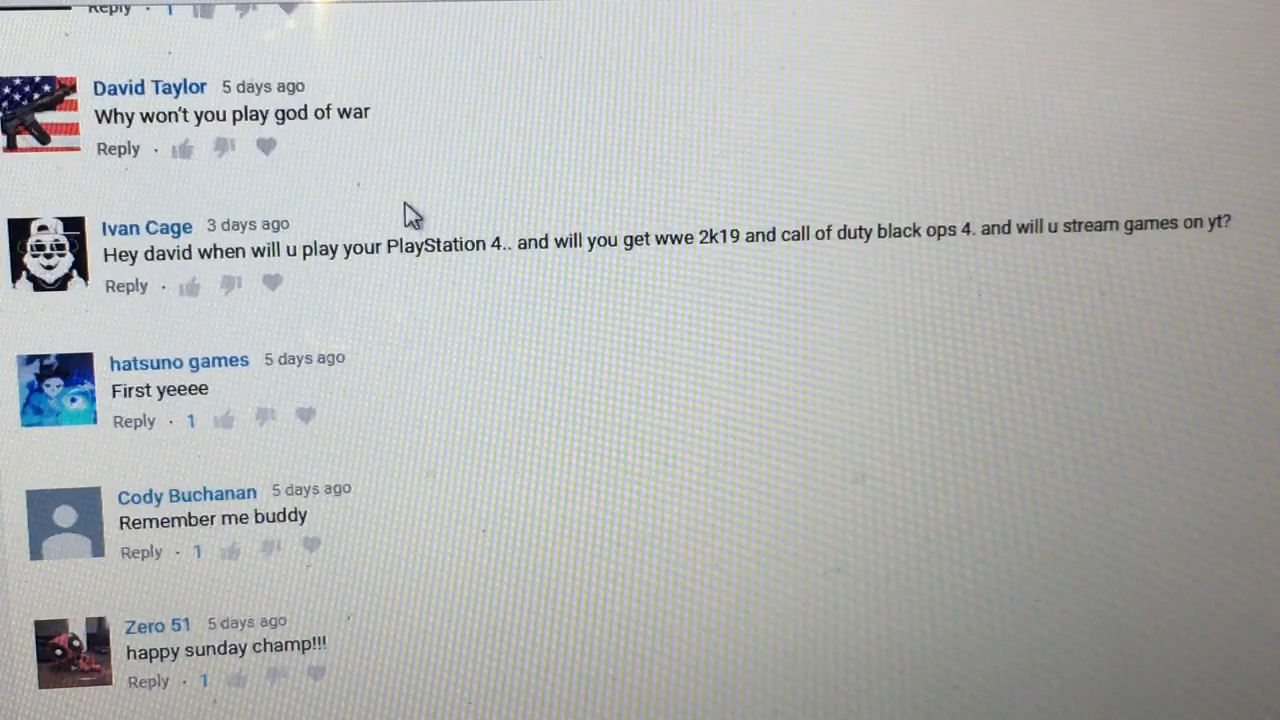 Reply · 1
David Taylor 5 days ago
Why won't you play god of war
Reply ·
Ivan Cage 3 days ago
Hey david when will u play your PlayStation 4.. and will you get wwe 2k19 and call of duty black ops 4. and will u stream games on yt?
Reply ·
hatsuno games 5 days ago
First yeeee
Reply · 1
Cody Buchanan 5 days ago
Remember me buddy
Reply · 1
Zero 51 5 days ago
happy sunday champ!!!
Reply · 1